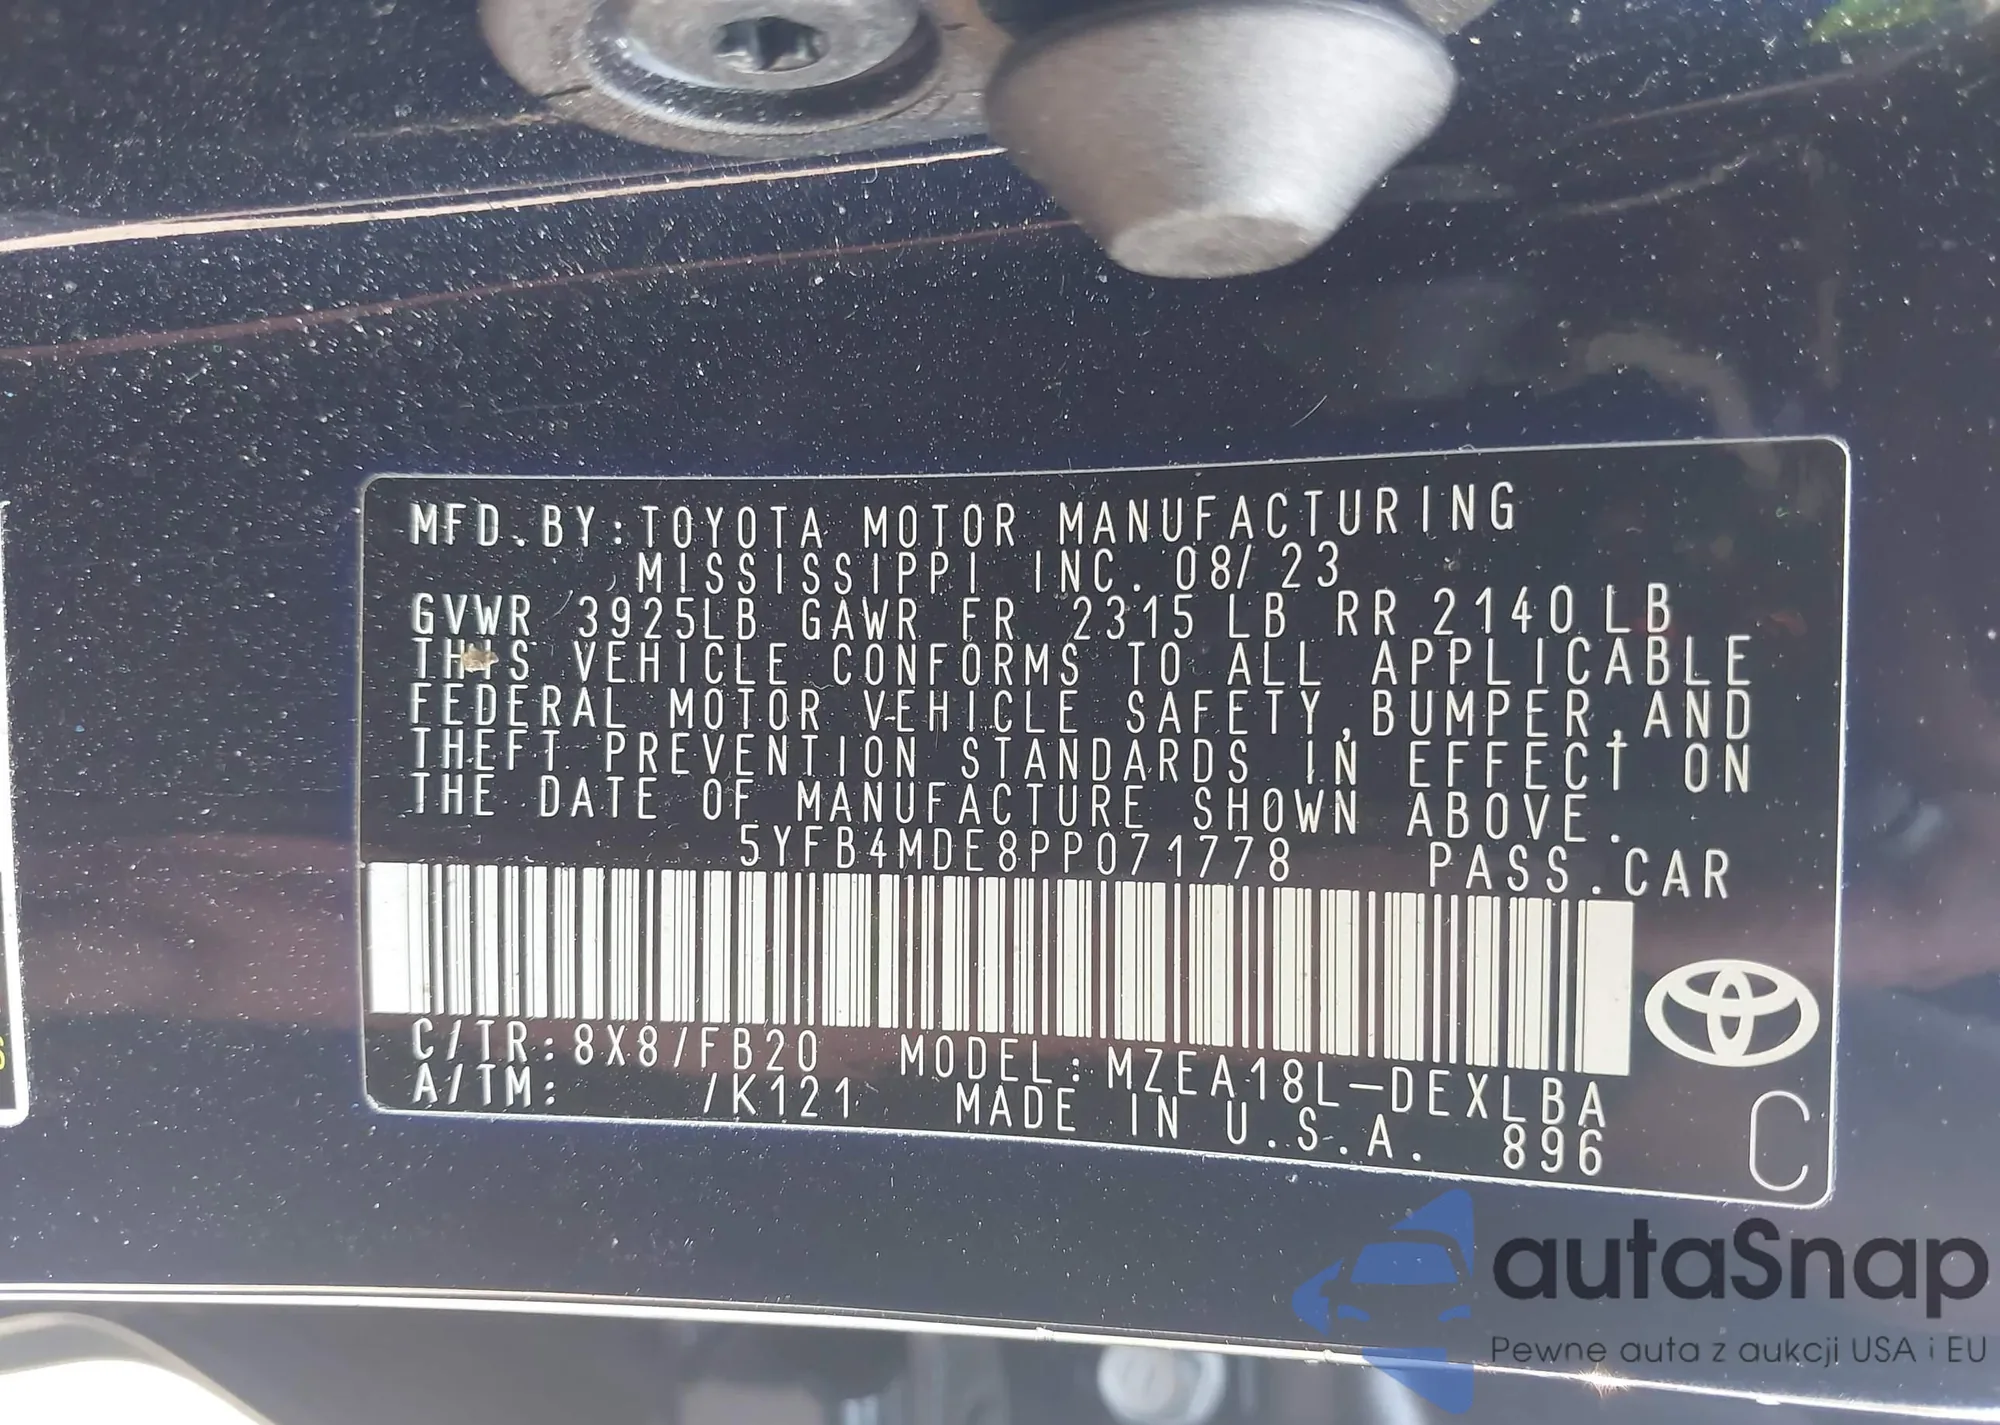 MFD.BY:TOYOTA MOTOR MANUFACTURING
MISSISSIPPI INC. 08/23
GVWR 3925LB GAWR FR 2315 LB RR 2140LB
THIS VEHICLE CONFORMS TO ALL APPLICABLE
FEDERAL MOTOR VEHICLE SAFETY,BUMPER,AND
THEFT PREVENTION STANDARDS IN EFFECT ON
THE DATE OF MANUFACTURE SHOWN ABOVE.
5YFB4MDE8PP071778 PASS.CAR
C/TR:8X8/FB20 MODEL:MZEA18L-DEXLBA
A/TM: /K121 MADE IN U.S.A. 896
C
autaSnap
Pewne auta z aukcji USA i EU